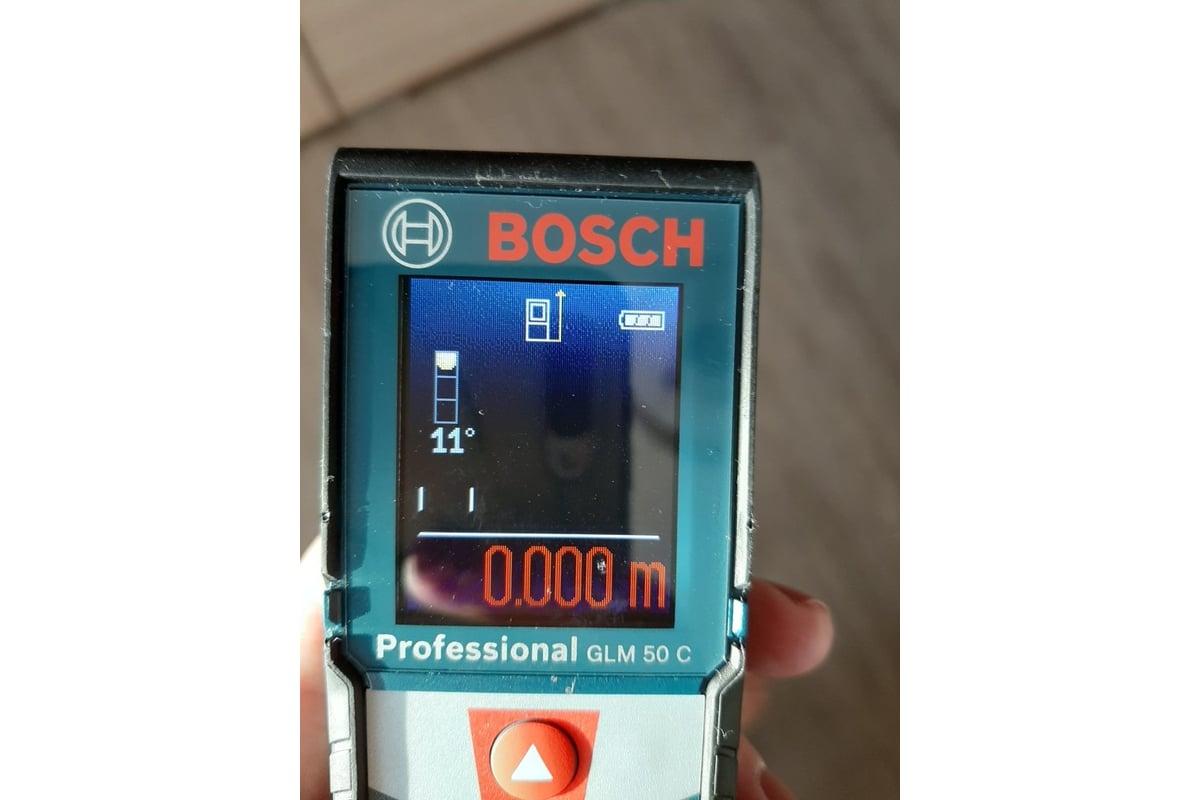 BOSCH
11°
0.000 m
Professional GLM 50 C